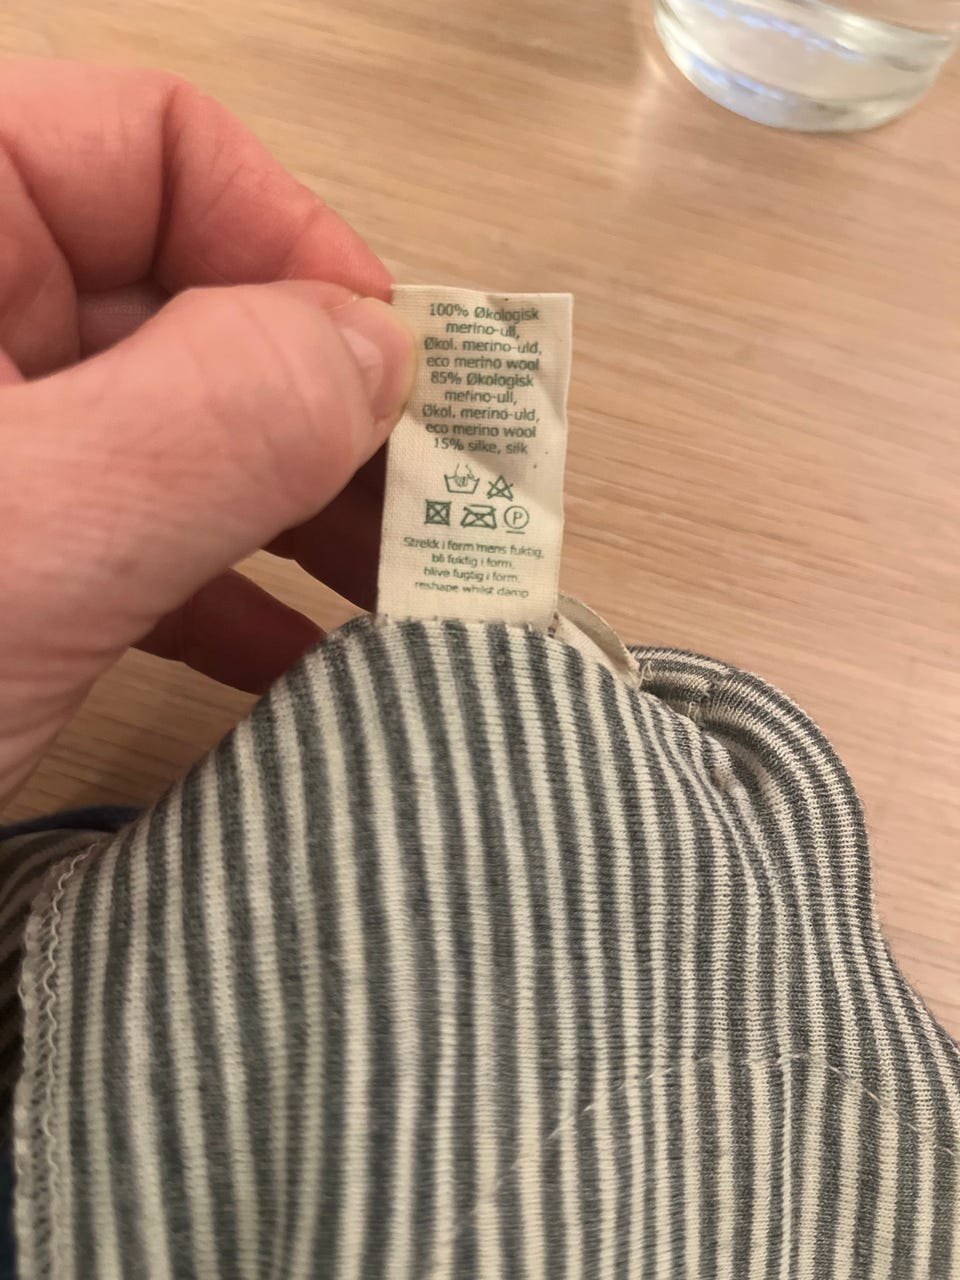 100% Økologisk
merino-ull,
Økol. merino-uld,
eco merino wool
85% Økologisk
merino-ull,
Økol. merino-uld,
eco merino wool
15% silke, silk
P
Strekk i form mens fuktig,
bli fuktig i form,
blive fugtig i form,
reshape whilst damp